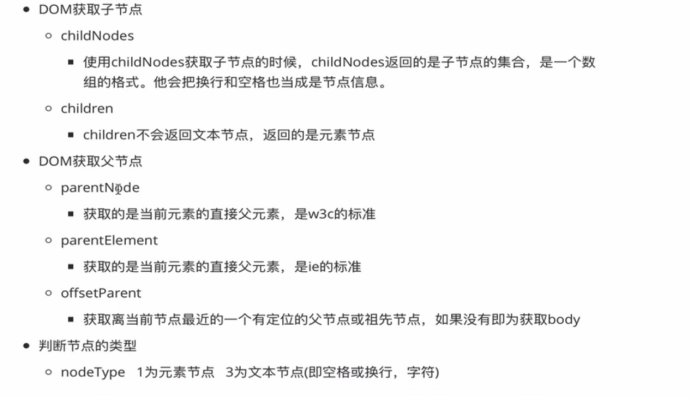 DOM获取子节点
childNodes
使用childNodes获取子节点的时候，childNodes返回的是子节点的集合，是一个数
组的格式。他会把换行和空格也当成是节点信息。
children
children不会返回文本节点，返回的是元素节点
DOM获取父节点
parentNode
获取的是当前元素的直接父元素，是w3c的标准
parentElement
获取的是当前元素的直接父元素，是ie的标准
offsetParent
获取离当前节点最近的一个有定位的父节点或祖先节点，如果没有即为获取body
判断节点的类型
nodeType 1为元素节点 3为文本节点(即空格或换行，字符)